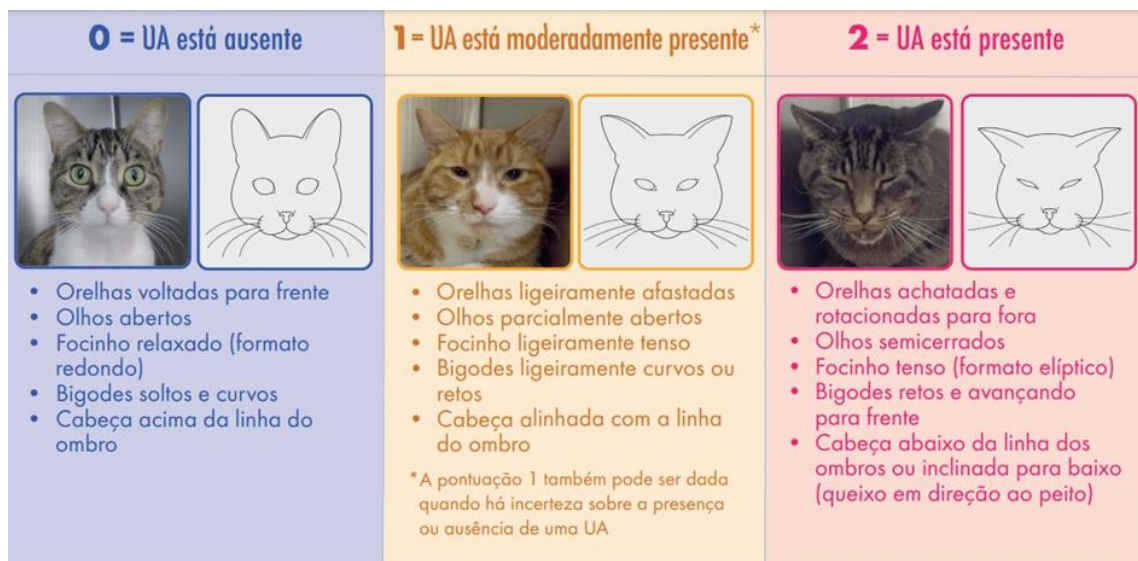 0 = UA está ausente
• Orelhas voltadas para frente
• Olhos abertos
• Focinho relaxado (formato
redondo)
• Bigodes soltos e curvos
• Cabeça acima da linha do
ombro
1 = UA está moderadamente presente*
• Orelhas ligeiramente afastadas
• Olhos parcialmente abertos
• Focinho ligeiramente tenso
• Bigodes ligeiramente curvos ou
retos
• Cabeça alinhada com a linha
do ombro
*A pontuação 1 também pode ser dada
quando há incerteza sobre a presença
ou ausência de uma UA
2 = UA está presente
• Orelhas achatadas e
rotacionadas para fora
• Olhos semicerrados
• Focinho tenso (formato elíptico)
• Bigodes retos e avançando
para frente
• Cabeça abaixo da linha dos
ombros ou inclinada para baixo
(queixo em direção ao peito)